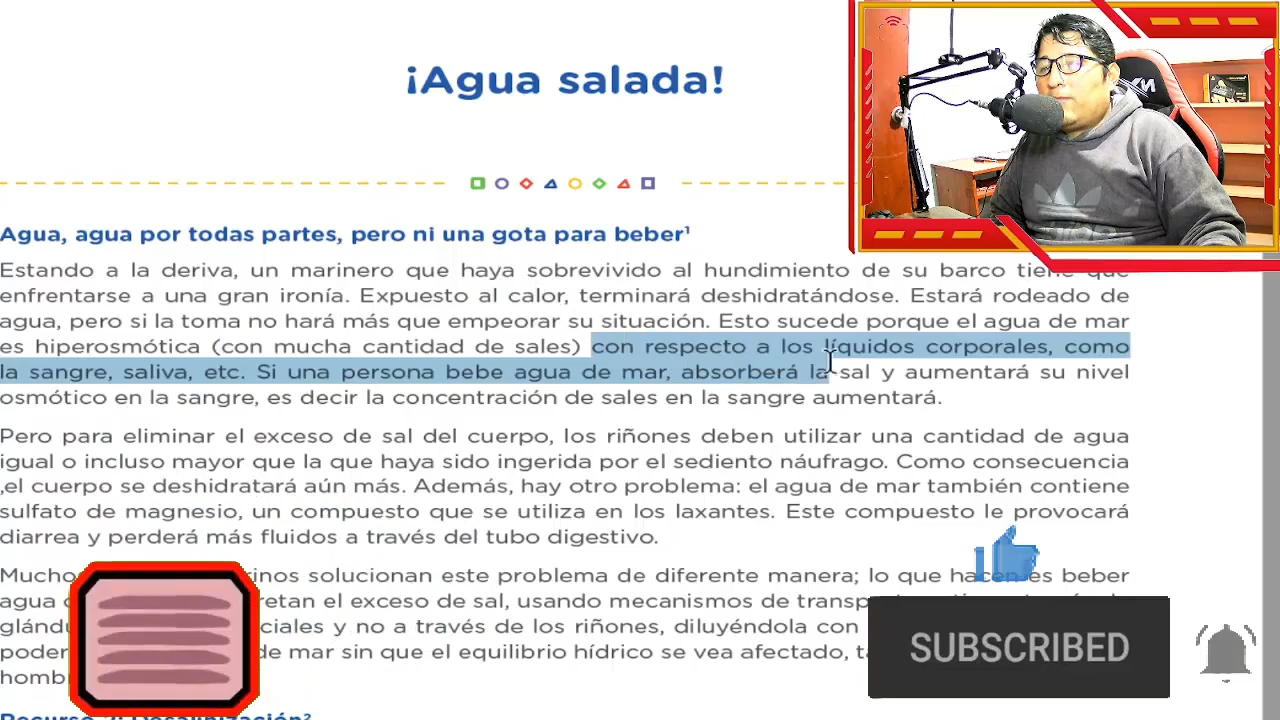 ¡Agua salada!
Agua, agua por todas partes, pero ni una gota para beber¹
Estando a la deriva, un marinero que haya sobrevivido al hundimiento de su barco tiene que
enfrentarse a una gran ironía. Expuesto al calor, terminará deshidratándose. Estará rodeado de
agua, pero si la toma no hará más que empeorar su situación. Esto sucede porque el agua de mar
es hiperosmótica (con mucha cantidad de sales) con respecto a los líquidos corporales, como
la sangre, saliva, etc. Si una persona bebe agua de mar, absorberá la sal y aumentará su nivel
osmótico en la sangre, es decir la concentración de sales en la sangre aumentará.
Pero para eliminar el exceso de sal del cuerpo, los riñones deben utilizar una cantidad de agua
igual o incluso mayor que la que haya sido ingerida por el sediento náufrago. Como consecuencia
,el cuerpo se deshidratará aún más. Además, hay otro problema: el agua de mar también contiene
sulfato de magnesio, un compuesto que se utiliza en los laxantes. Este compuesto le provocará
diarrea y perderá más fluidos a través del tubo digestivo.
solucionan este problema de diferente manera; lo que hacen es beber
agua el exceso de sal, usando mecanismos de
y no a través de los riñones, diluyéndola con
poder de mar sin que el equilibrio hídrico se vea afectado,
SUBSCRIBED
Recurso 2: Desalinización²